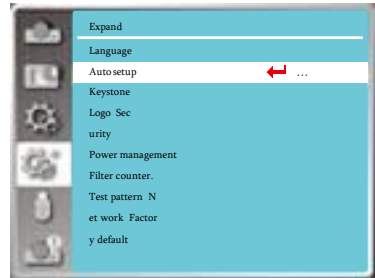 Expand
Language
Auto setup ...
Keystone
Logo Sec
urity
Power management
Filter counter.
Test pattern N
et work Factor
y default